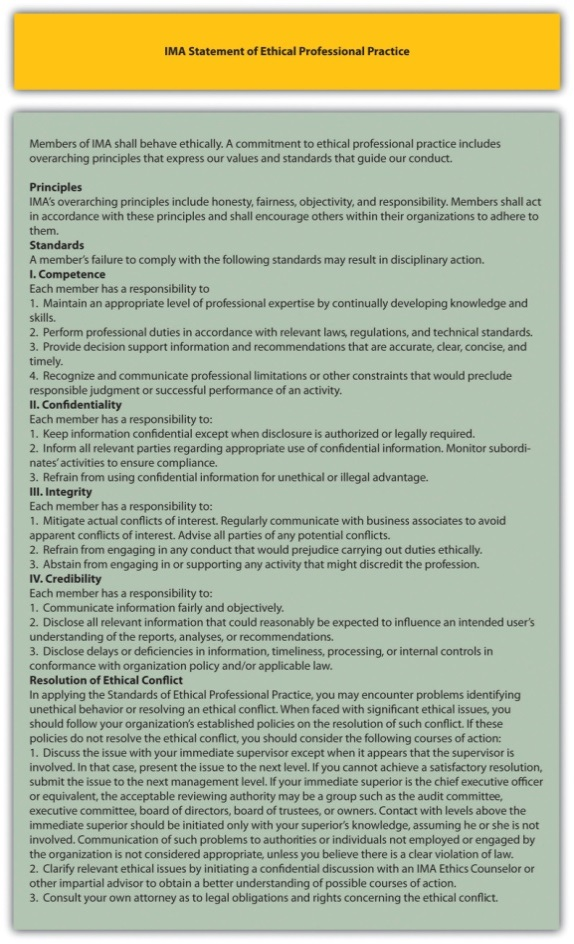 IMA Statement of Ethical Professional Practice
Members of IMA shall behave ethically. A commitment to ethical professional practice includes
overarching principles that express our values and standards that guide our conduct.
Principles
IMA's overarching principles include honesty, fairness, objectivity, and responsibility. Members shall act
in accordance with these principles and shall encourage others within their organizations to adhere to
them.
Standards
A member's failure to comply with the following standards may result in disciplinary action.
I. Competence
Each member has a responsibility to
1. Maintain an appropriate level of professional expertise by continually developing knowledge and
skills.
2. Perform professional duties in accordance with relevant laws, regulations, and technical standards.
3. Provide decision support information and recommendations that are accurate, clear, concise, and
timely.
4. Recognize and communicate professional limitations or other constraints that would preclude
responsible judgment or successful performance of an activity.
II. Confidentiality
Each member has a responsibility to:
1. Keep information confidential except when disclosure is authorized or legally required.
2. Inform all relevant parties regarding appropriate use of confidential information. Monitor subordi-
nates' activities to ensure compliance.
3. Refrain from using confidential information for unethical or illegal advantage.
III. Integrity
Each member has a responsibility to:
1. Mitigate actual conflicts of interest. Regularly communicate with business associates to avoid
apparent conflicts of interest. Advise all parties of any potential conflicts.
2. Refrain from engaging in any conduct that would prejudice carrying out duties ethically.
3. Abstain from engaging in or supporting any activity that might discredit the profession.
IV. Credibility
Each member has a responsibility to:
1. Communicate information fairly and objectively.
2. Disclose all relevant information that could reasonably be expected to influence an intended user's
understanding of the reports, analyses, or recommendations.
3. Disclose delays or deficiencies in information, timeliness, processing, or internal controls in
conformance with organization policy and/or applicable law.
Resolution of Ethical Conflict
In applying the Standards of Ethical Professional Practice, you may encounter problems identifying
unethical behavior or resolving an ethical conflict. When faced with significant ethical issues, you
should follow your organization's established policies on the resolution of such conflict. If these
policies do not resolve the ethical conflict, you should consider the following courses of action:
1. Discuss the issue with your immediate supervisor except when it appears that the supervisor is
involved. In that case, present the issue to the next level. If you cannot achieve a satisfactory resolution,
submit the issue to the next management level. If your immediate superior is the chief executive officer
or equivalent, the acceptable reviewing authority may be a group such as the audit committee,
executive committee, board of directors, board of trustees, or owners. Contact with levels above the
immediate superior should be initiated only with your superior's knowledge, assuming he or she is not
involved. Communication of such problems to authorities or individuals not employed or engaged by
the organization is not considered appropriate, unless you believe there is a clear violation of law.
2. Clarify relevant ethical issues by initiating a confidential discussion with an IMA Ethics Counselor or
other impartial advisor to obtain a better understanding of possible courses of action.
3. Consult your own attorney as to legal obligations and rights concerning the ethical conflict.